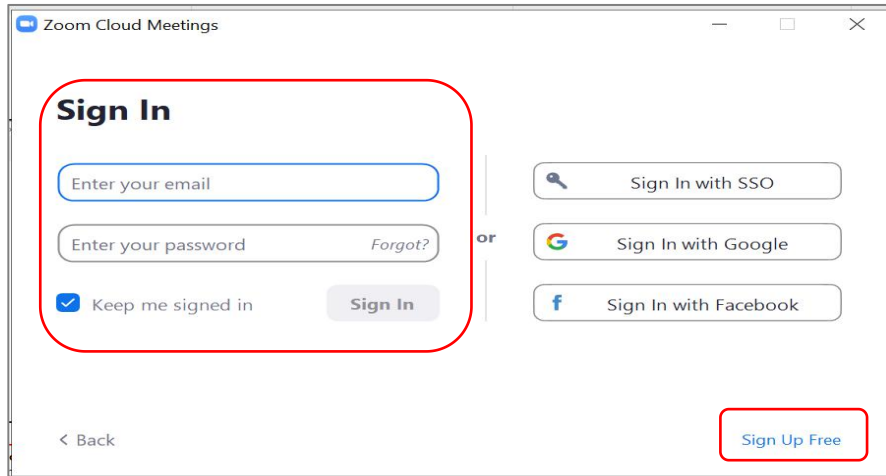 Zoom Cloud Meetings
Sign In
Enter your email
Enter your password Forgot?
Keep me signed in Sign In
or
Sign In with SSO
Sign In with Google
Sign In with Facebook
< Back
Sign Up Free